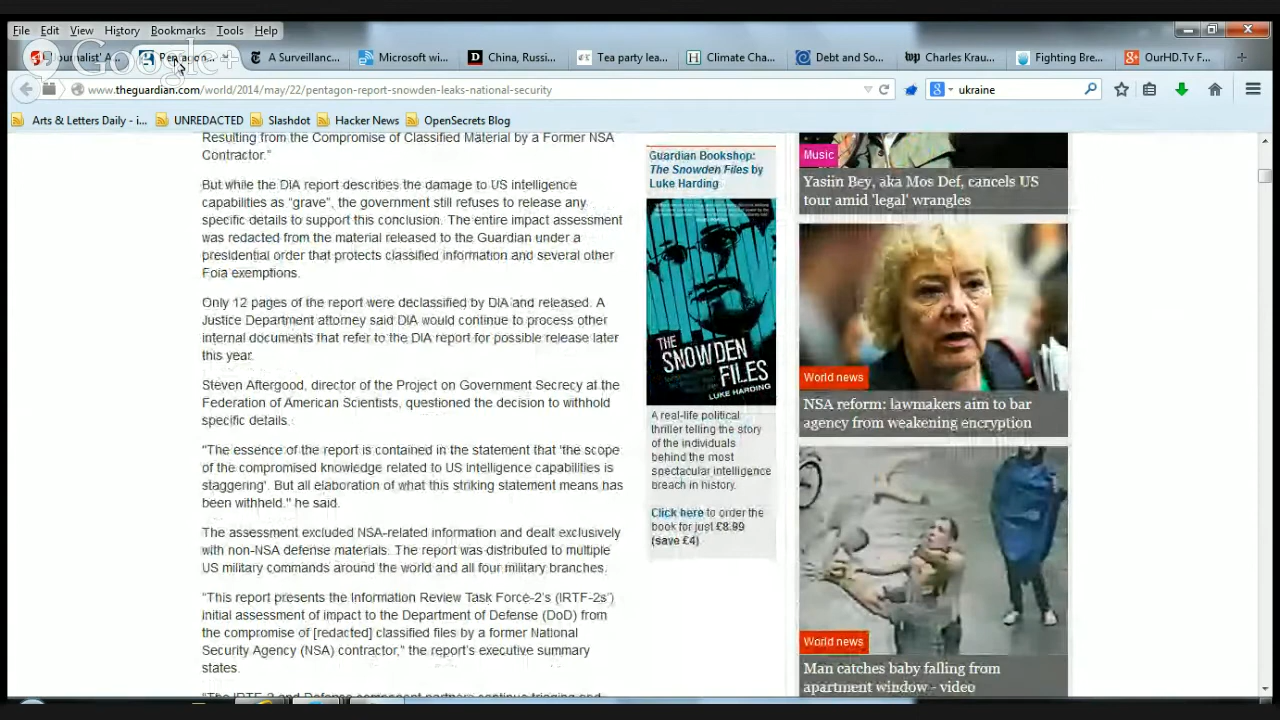 File Edit View History Bookmarks Tools Help
Google+
Journalist' A...
Pentagon...
A Surveillanc...
Microsoft wi...
China, Russi...
Tea party lea...
Climate Cha...
Debt and So...
Charles Krau...
Fighting Bre...
OurHD.Tv F...
www.theguardian.com/world/2014/may/22/pentagon-report-snowden-leaks-national-security
ukraine
Arts & Letters Daily - i...
UNREDACTED
Slashdot
Hacker News
OpenSecrets Blog
Resulting from the Compromise of Classified Material by a Former NSA
Contractor.”
But while the DIA report describes the damage to US intelligence
capabilities as “grave”, the government still refuses to release any
specific details to support this conclusion. The entire impact assessment
was redacted from the material released to the Guardian under a
presidential order that protects classified information and several other
Foia exemptions.
Only 12 pages of the report were declassified by DIA and released. A
Justice Department attorney said DIA would continue to process other
internal documents that refer to the DIA report for possible release later
this year.
Steven Aftergood, director of the Project on Government Secrecy at the
Federation of American Scientists, questioned the decision to withhold
specific details.
“The essence of the report is contained in the statement that ‘the scope
of the compromised knowledge related to US intelligence capabilities is
staggering’. But all elaboration of what this striking statement means has
been withheld.” he said.
The assessment excluded NSA-related information and dealt exclusively
with non-NSA defense materials. The report was distributed to multiple
US military commands around the world and all four military branches.
“This report presents the Information Review Task Force-2’s (IRTF-2s’)
initial assessment of impact to the Department of Defense (DoD) from
the compromise of [redacted] classified files by a former National
Security Agency (NSA) contractor,” the report’s executive summary
states.
“The IRTF-2 and Defense component partners continue triaging and
Guardian Bookshop:
The Snowden Files by
Luke Harding
THE
SNOWDEN
FILES
LUKE HARDING
A real-life political
thriller telling the story
of the individuals
behind the most
spectacular intelligence
breach in history.
Click here to order the
book for just £8.99
(save £4)
Music
Yasiin Bey, aka Mos Def, cancels US
tour amid 'legal' wrangles
World news
NSA reform: lawmakers aim to bar
agency from weakening encryption
World news
Man catches baby falling from
apartment window - video